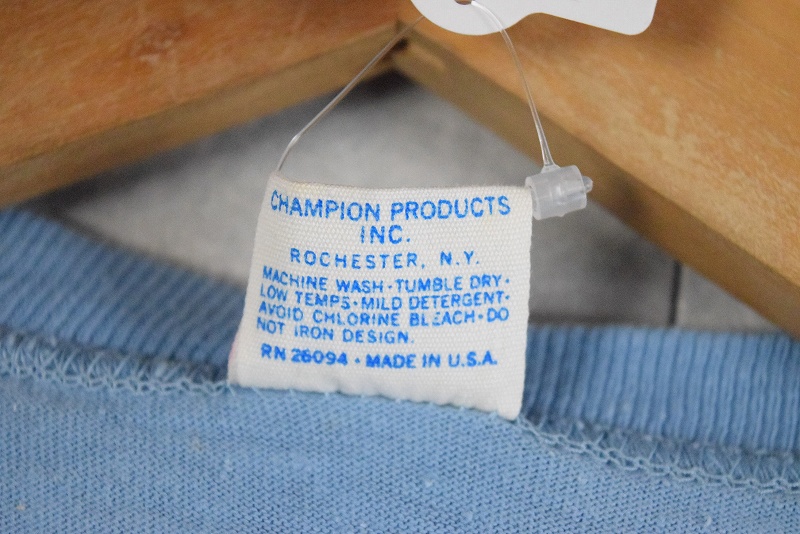 CHAMPION PRODUCTS
INC.
ROCHESTER, N.Y.
MACHINE WASH·TUMBLE DRY·
LOW TEMPS·MILD DETERGENT·
AVOID CHLORINE BLEACH·DO
NOT IRON DESIGN.
RN 26094 · MADE IN U.S.A.